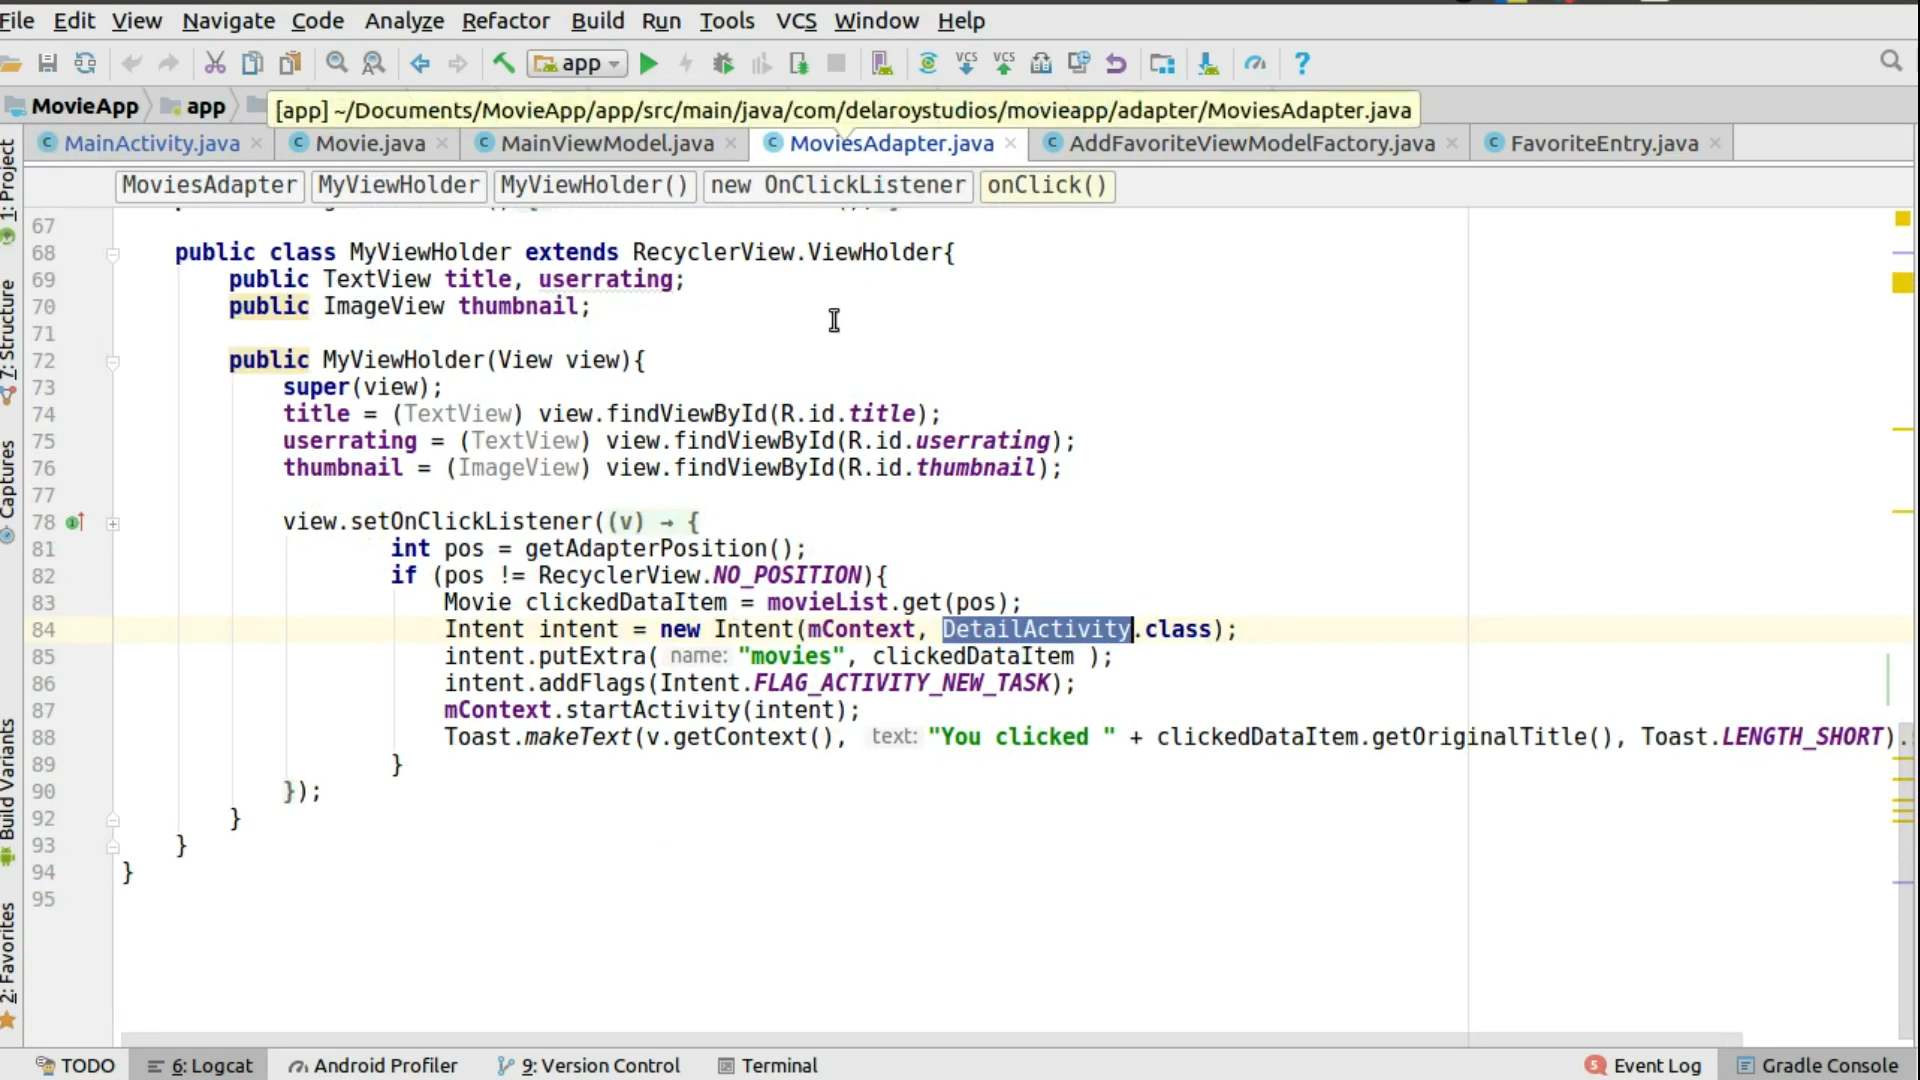 File Edit View Navigate Code Analyze Refactor Build Run Tools VCS Window Help
app
VCS VCS
MovieApp app
[app] ~/Documents/MovieApp/app/src/main/java/com/delaroystudios/movieapp/adapter/MoviesAdapter.java
MainActivity.java Movie.java MainViewModel.java MoviesAdapter.java AddFavoriteViewModelFactory.java FavoriteEntry.java
MoviesAdapter MyViewHolder MyViewHolder() new OnClickListener onClick()
1: Project
7: Structure
Captures
Build Variants
2: Favorites
67
68 public class MyViewHolder extends RecyclerView.ViewHolder{
69 public TextView title, userrating;
70 public ImageView thumbnail;
71
72 public MyViewHolder(View view){
73 super(view);
74 title = (TextView) view.findViewById(R.id.title);
75 userrating = (TextView) view.findViewById(R.id.userrating);
76 thumbnail = (ImageView) view.findViewById(R.id.thumbnail);
77
78 view.setOnClickListener((v) → {
81 int pos = getAdapterPosition();
82 if (pos != RecyclerView.NO_POSITION){
83 Movie clickedDataItem = movieList.get(pos);
84 Intent intent = new Intent(mContext, DetailActivity.class);
85 intent.putExtra( name: "movies", clickedDataItem );
86 intent.addFlags(Intent.FLAG_ACTIVITY_NEW_TASK);
87 mContext.startActivity(intent);
88 Toast.makeText(v.getContext(), text: "You clicked " + clickedDataItem.getOriginalTitle(), Toast.LENGTH_SHORT).
89 }
90 });
92 }
93 }
94 }
95
TODO 6: Logcat Android Profiler 9: Version Control Terminal 5 Event Log Gradle Console